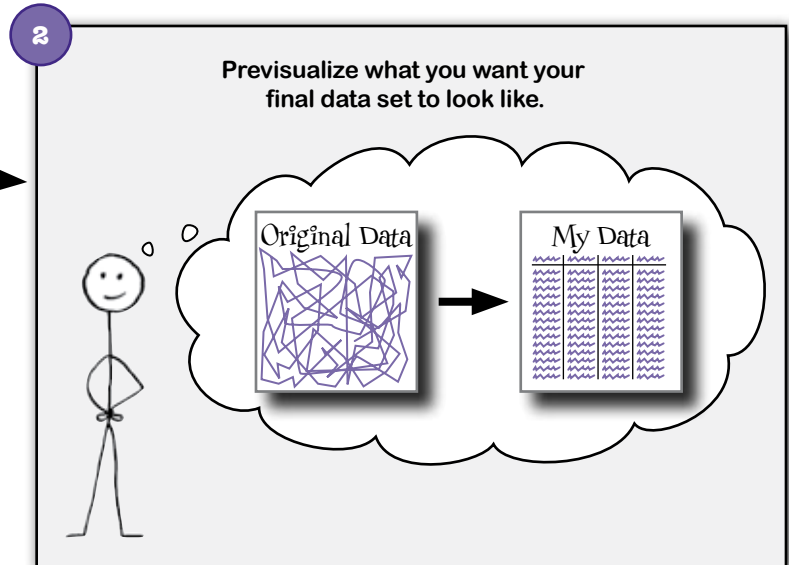 2
Previsualize what you want your
final data set to look like.
Original Data
My Data